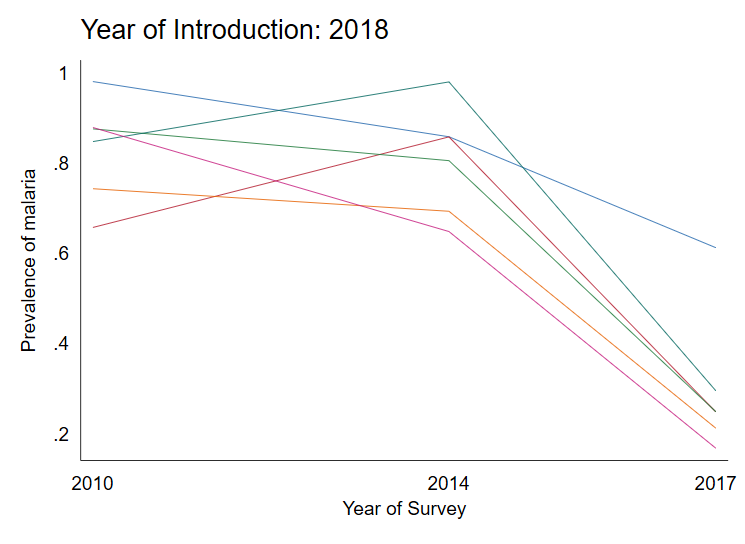 Year of Introduction: 2018
1
.8
.6
.4
.2
Prevalence of malaria
2010 2014 2017
Year of Survey